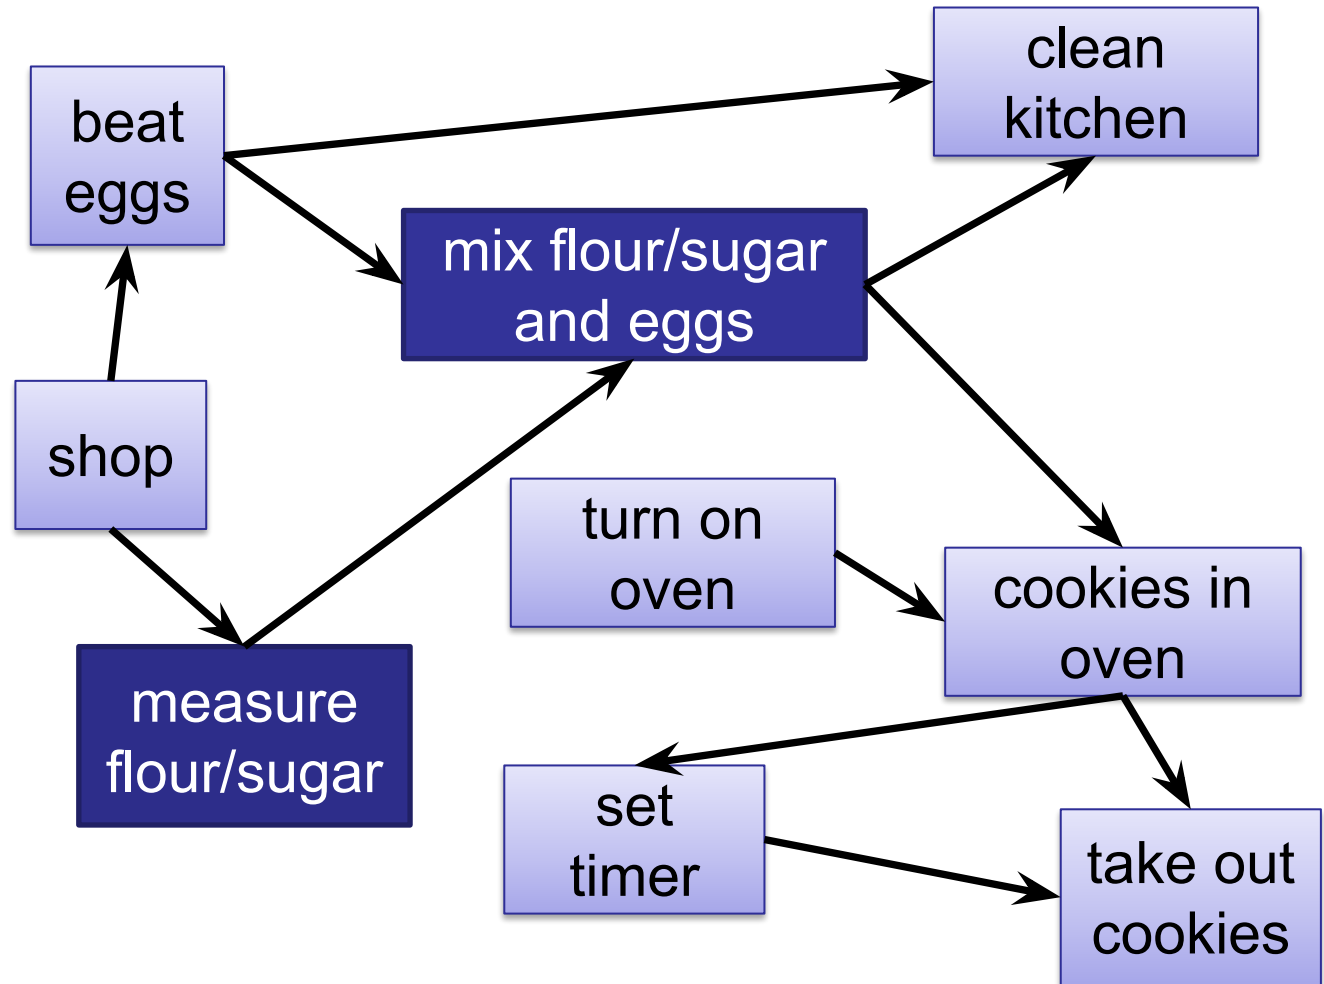 clean
kitchen
beat
eggs
mix flour/sugar
and eggs
shop
turn on
oven
cookies in
oven
measure
flour/sugar
set
timer
take out
cookies